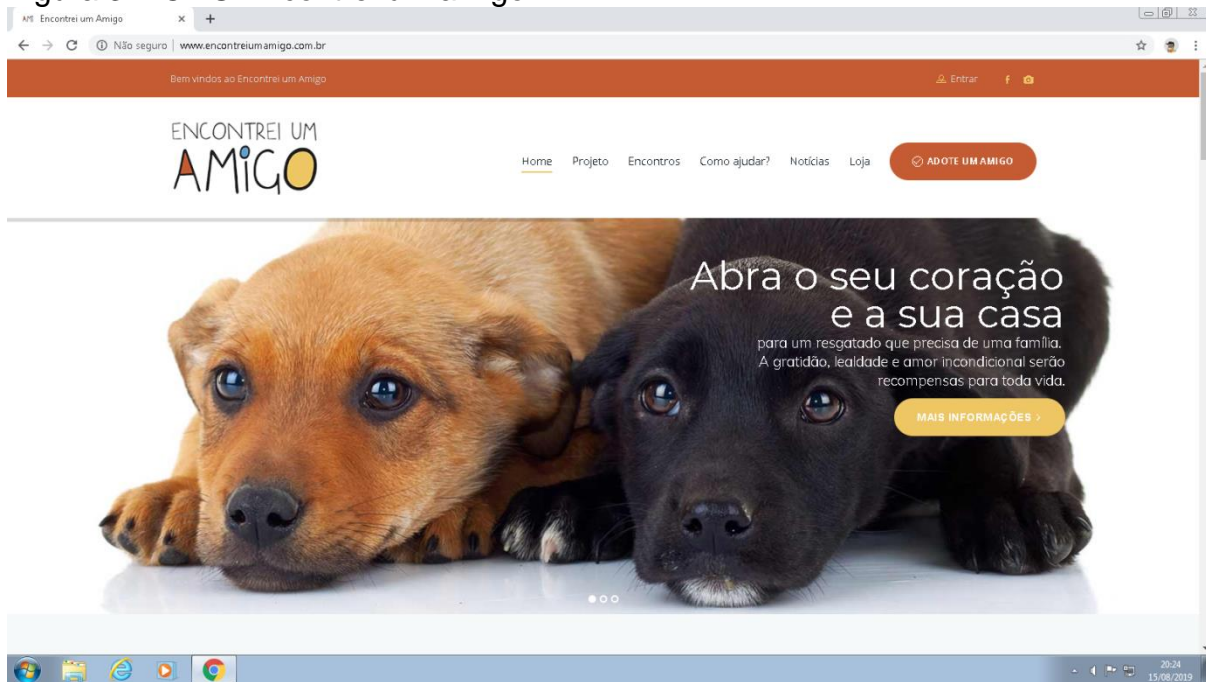 Encontrei um Amigo
Não seguro | www.encontreiumamigo.com.br
Bem vindos ao Encontrei um Amigo
Entrar
ENCONTREI UM
AMiGO
Home Projeto Encontros Como ajudar? Notícias Loja ADOTE UM AMIGO
Abra o seu coração
e a sua casa
para um resgatado que precisa de uma família.
A gratidão, lealdade e amor incondicional serão
recompensas para toda vida.
MAIS INFORMAÇÕES >
20:24
15/08/2019